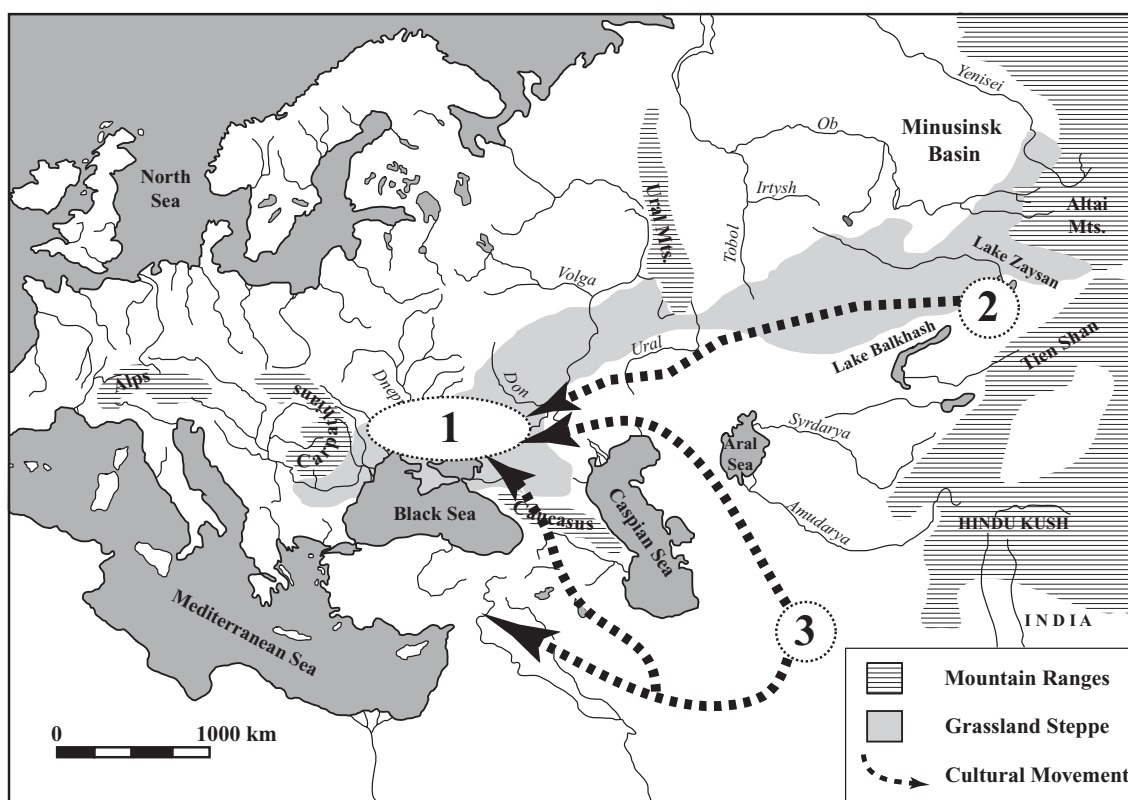 Yenisei
Ob
Minusinsk
Basin
North
Sea
Irtysh
Ural Mts.
Altai
Mts.
Tobol
Lake Zaysan
Volga
2
Ural
Lake Balkhash
Tien Shan
Alps
Dnepr
Don
Carpathians
1
Syrdarya
Aral
Sea
Black Sea
Caucasus
Caspian Sea
Amudarya
HINDU KUSH
Mediterranean Sea
3
INDIA
Mountain Ranges
Grassland Steppe
Cultural Movement
0 1000 km